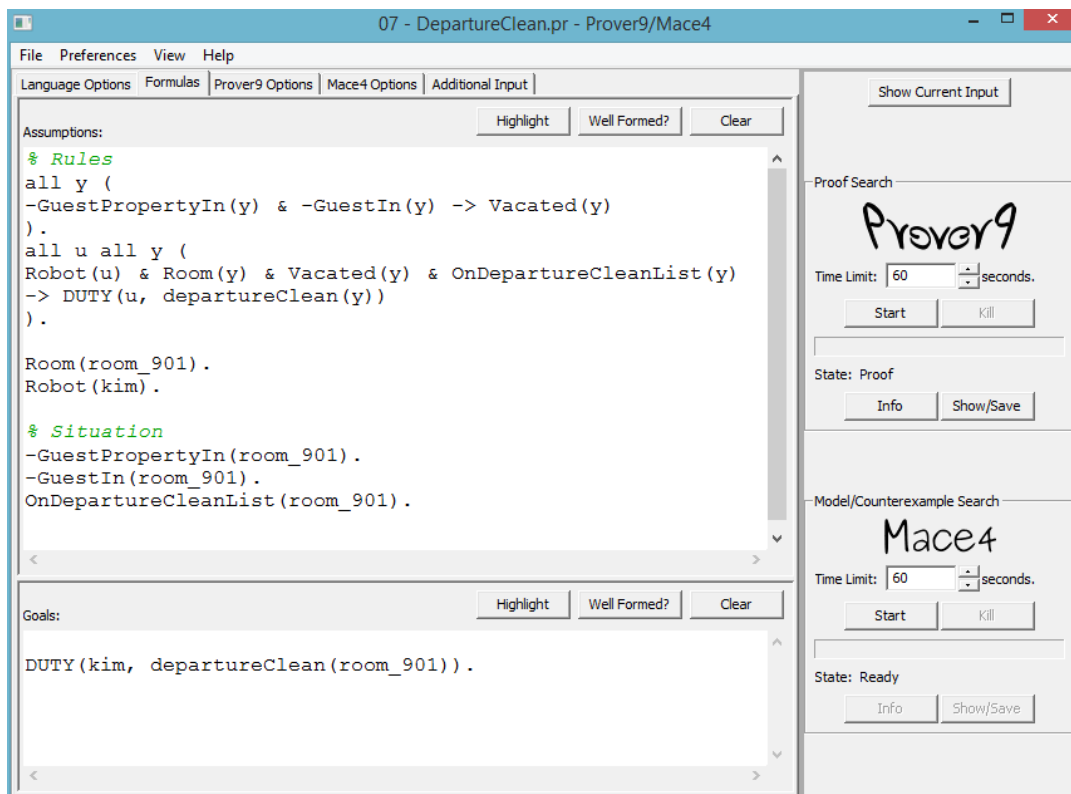 07 - DepartureClean.pr - Prover9/Mace4
File Preferences View Help
Language Options Formulas Prover9 Options Mace4 Options Additional Input
Show Current Input
Assumptions:
Highlight Well Formed? Clear
% Rules
all y (
-GuestPropertyIn(y) & -GuestIn(y) -> Vacated(y)
).
all u all y (
Robot(u) & Room(y) & Vacated(y) & OnDepartureCleanList(y)
-> DUTY(u, departureClean(y))
).
Room(room_901).
Robot(kim).
% Situation
-GuestPropertyIn(room_901).
-GuestIn(room_901).
OnDepartureCleanList(room_901).
Goals:
Highlight Well Formed? Clear
DUTY(kim, departureClean(room_901)).
Proof Search
Prover9
Time Limit: 60 seconds.
Start Kill
State: Proof
Info Show/Save
Model/Counterexample Search
Mace4
Time Limit: 60 seconds.
Start Kill
State: Ready
Info Show/Save